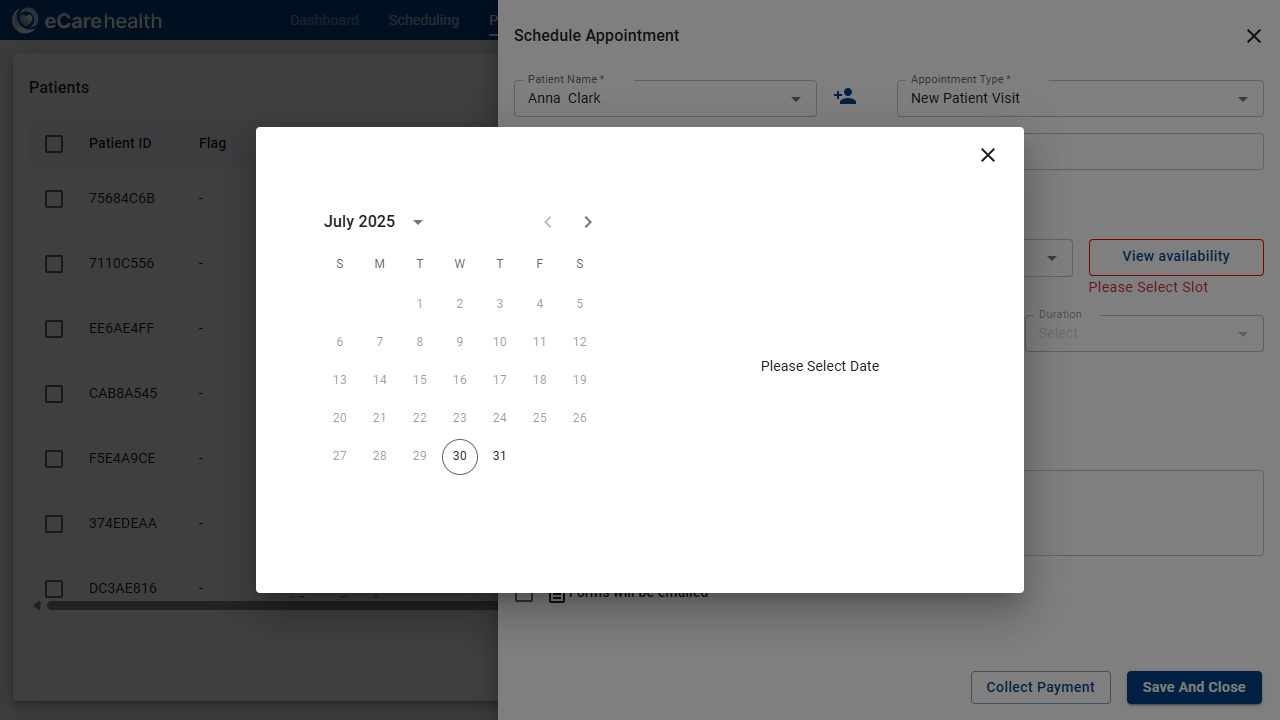 eCarehealth
Dashboard
Scheduling
P
Schedule Appointment
Patients
Patient Name *
Anna Clark
Appointment Type *
New Patient Visit
Patient ID
Flag
75684C6B
-
7110C556
-
EE6AE4FF
-
CAB8A545
-
F5E4A9CE
-
374EDEAA
-
DC3AE816
-
View availability
Please Select Slot
Duration
Select
July 2025
S M T W T F S
1 2 3 4 5
6 7 8 9 10 11 12
13 14 15 16 17 18 19
20 21 22 23 24 25 26
27 28 29 30 31
Please Select Date
Forms will be emailed
Collect Payment
Save And Close